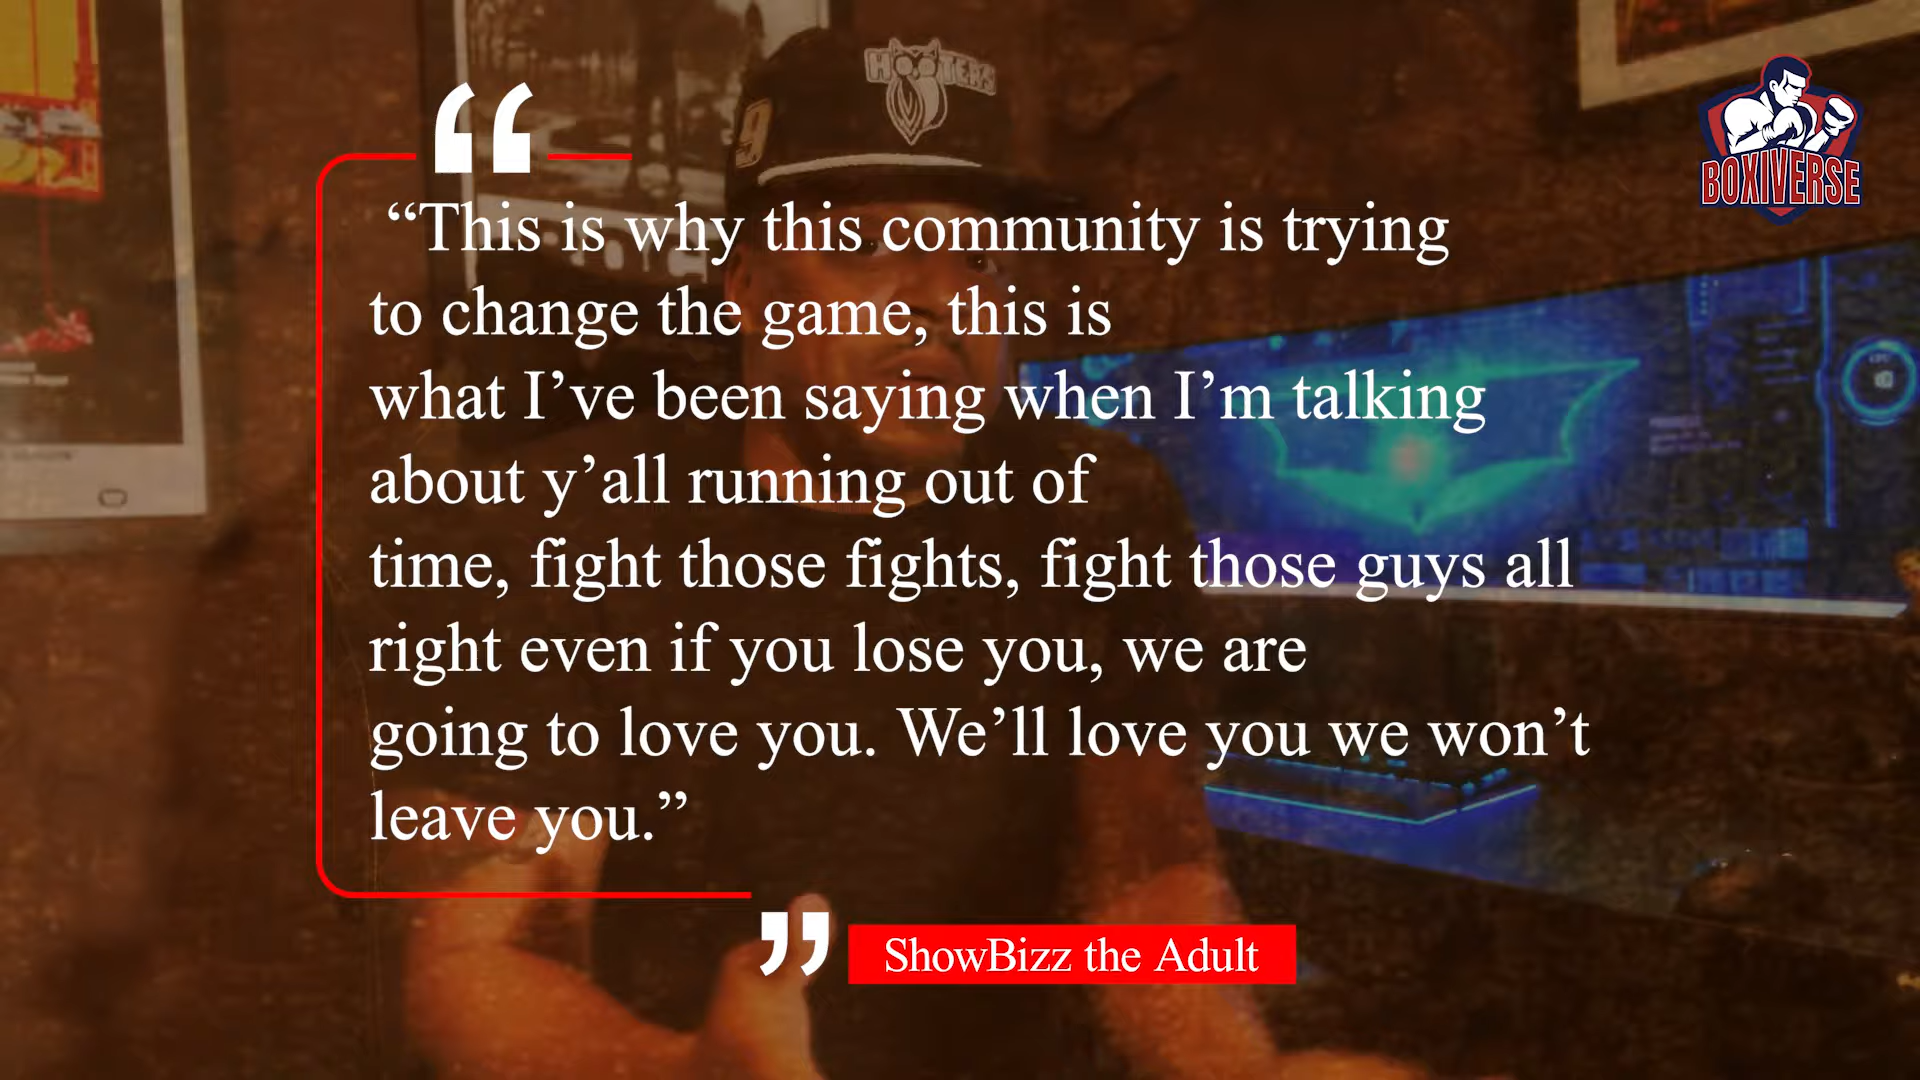 HOOTERS
BOXIVERSE
“This is why this community is trying
to change the game, this is
what I’ve been saying when I’m talking
about y’all running out of
time, fight those fights, fight those guys all
right even if you lose you, we are
going to love you. We’ll love you we won’t
leave you.”
ShowBizz the Adult